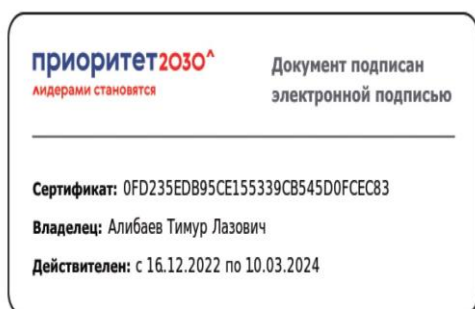 приоритет2030^
лидерами становятся
Документ подписан
электронной подписью
Сертификат: 0FD235EDB95CE155339CB545D0FCEC83
Владелец: Алибаев Тимур Лазович
Действителен: с 16.12.2022 по 10.03.2024